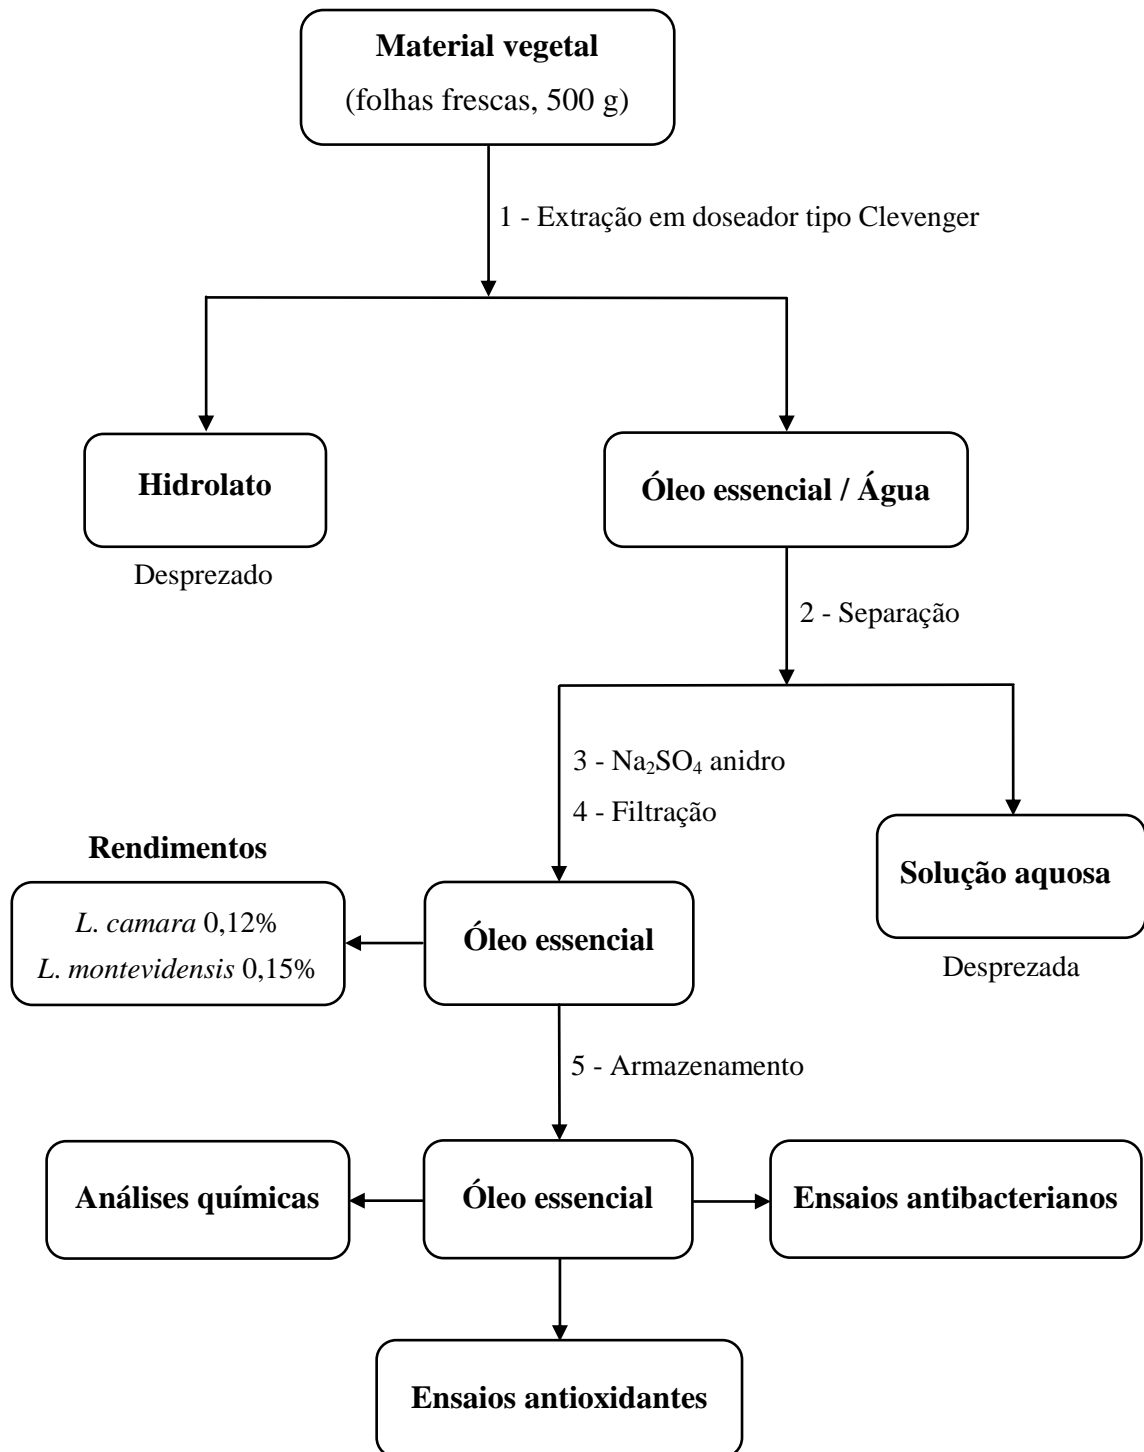 Material vegetal
(folhas frescas, 500 g)
1 - Extração em doseador tipo Clevenger
Hidrolato
Desprezado
Óleo essencial / Água
2 - Separação
3 - Na₂SO₄ anidro
4 - Filtração
Solução aquosa
Desprezada
Rendimentos
L. camara 0,12%
L. montevidensis 0,15%
Óleo essencial
5 - Armazenamento
Análises químicas
Óleo essencial
Ensaios antibacterianos
Ensaios antioxidantes